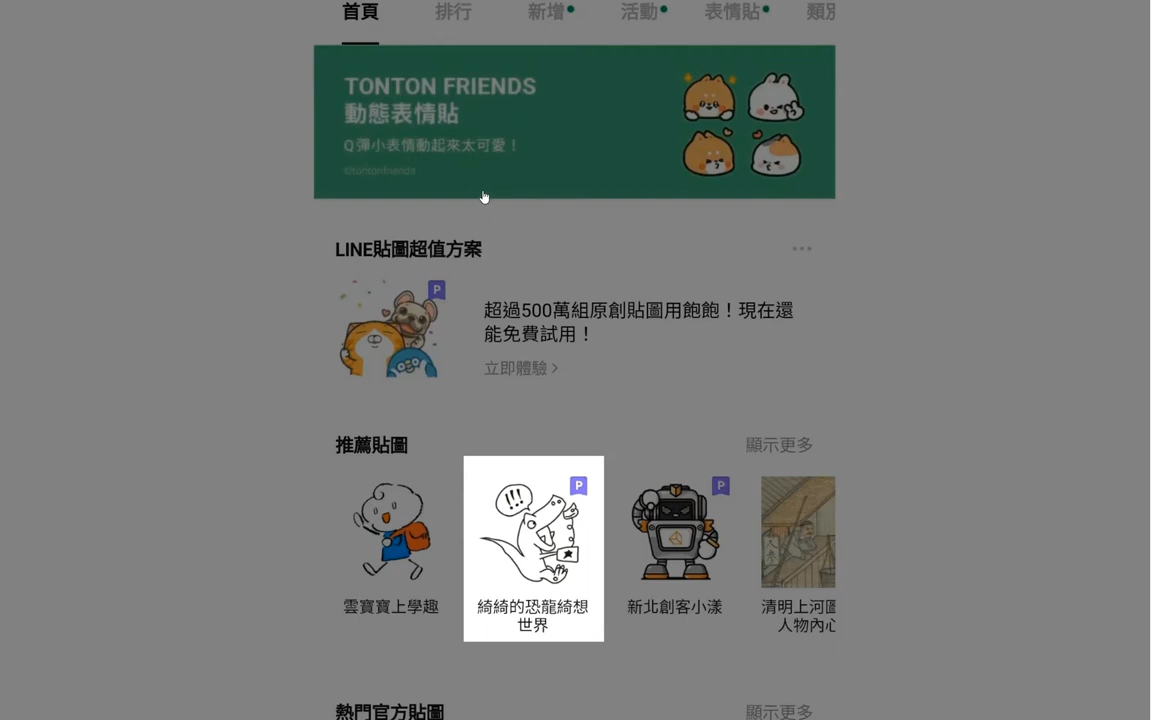 首頁 排行 新增 活動 表情貼 類別
TONTON FRIENDS
動態表情貼
Q彈小表情動起來太可愛！
©tontonfriends
LINE貼圖超值方案
P
超過500萬組原創貼圖用飽飽！現在還
能免費試用！
立即體驗 >
推薦貼圖 顯示更多
!!!
P
P
雲寶寶上學趣 綺綺的恐龍綺想 新北創客小漾 清明上河圖
世界 人物內心
熱門官方貼圖 顯示更多